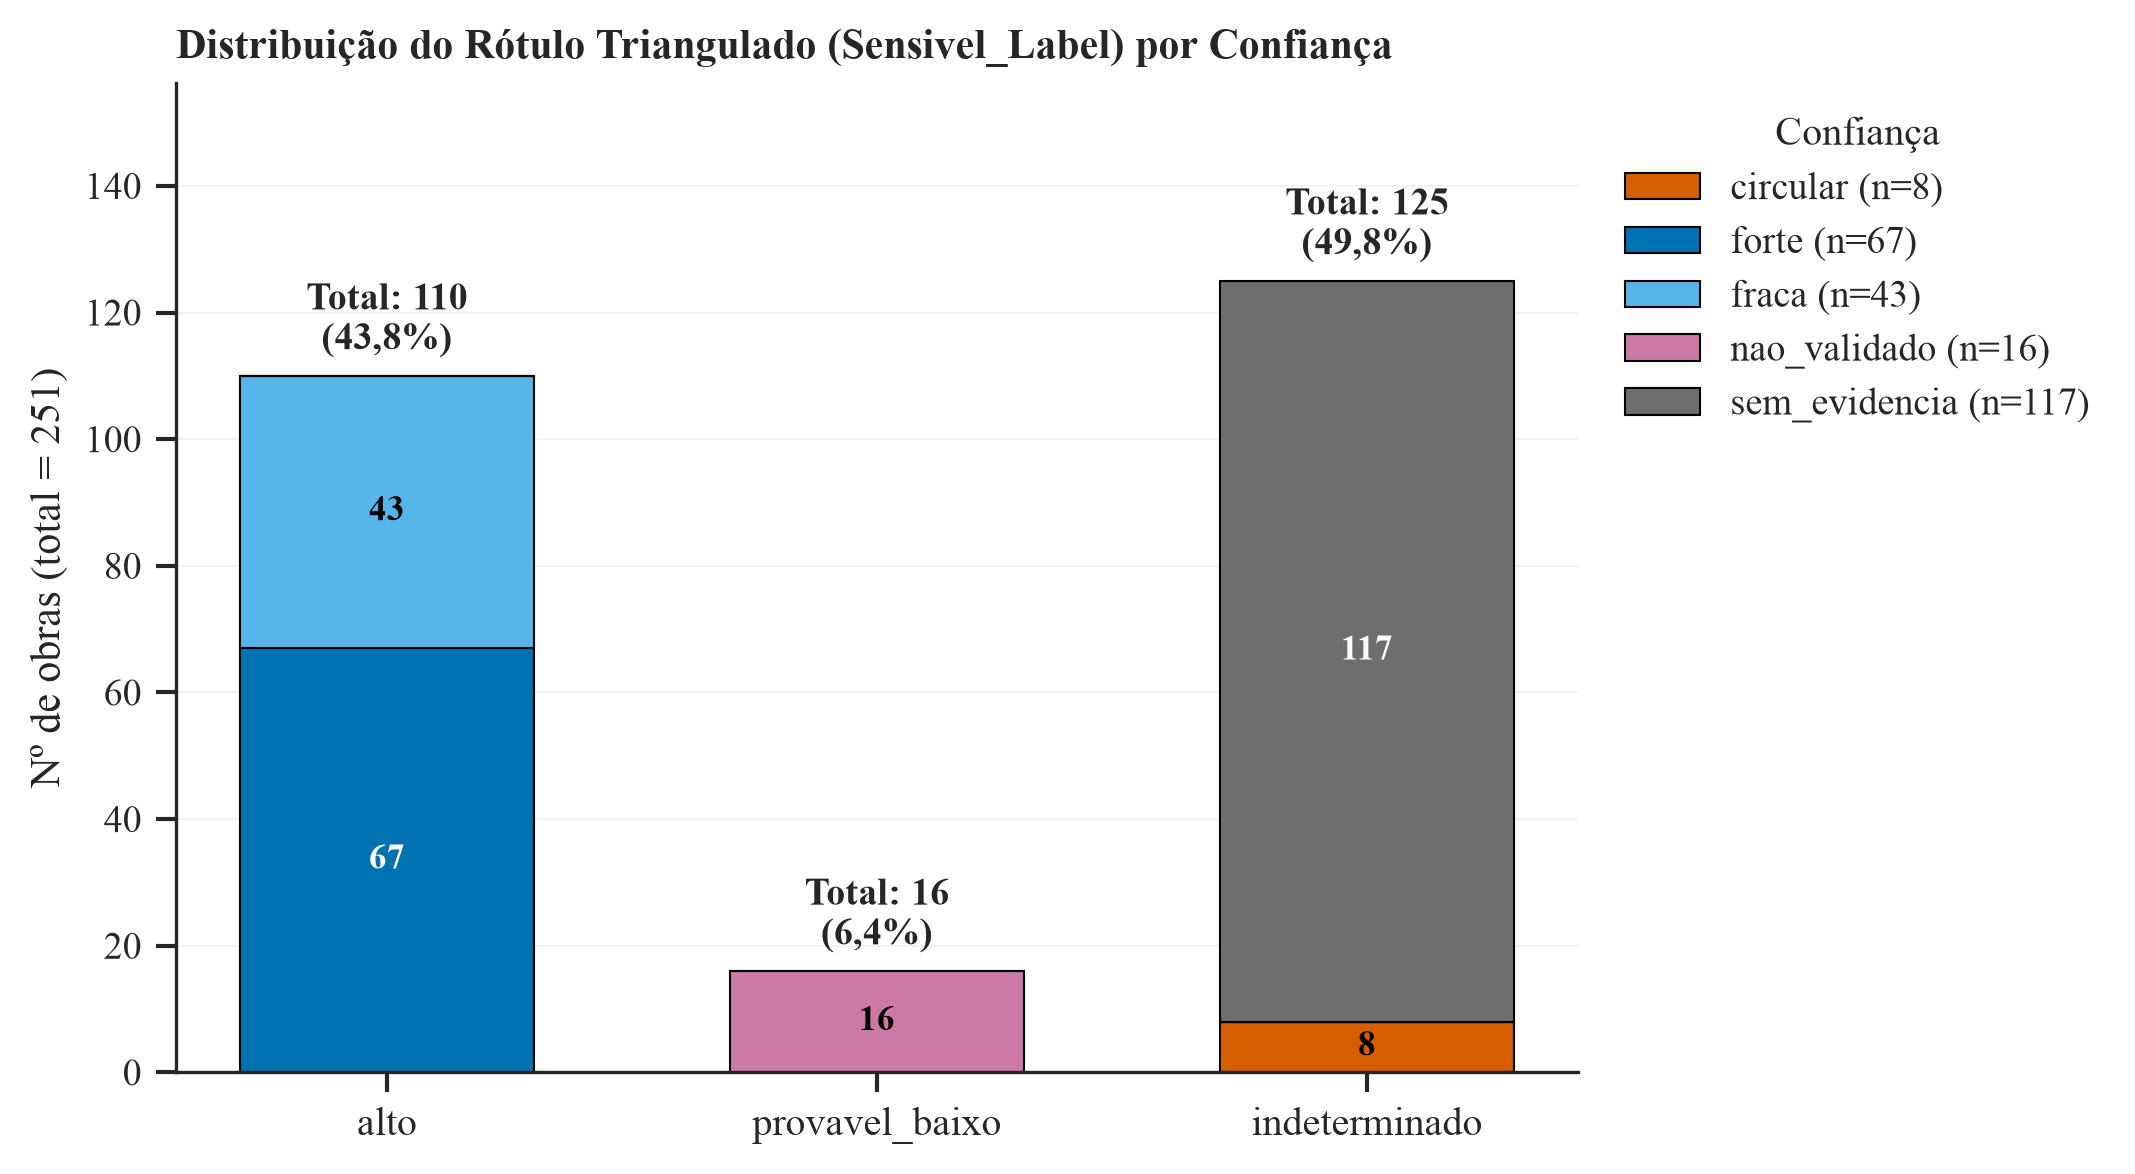 Distribuição do Rótulo Triangulado (Sensivel_Label) por Confiança
Nº de obras (total = 251)
140
120
100
80
60
40
20
0
Total: 110
(43,8%)
43
67
Total: 16
(6,4%)
16
Total: 125
(49,8%)
117
8
alto
provavel_baixo
indeterminado
Confiança
circular (n=8)
forte (n=67)
fraca (n=43)
nao_validado (n=16)
sem_evidencia (n=117)